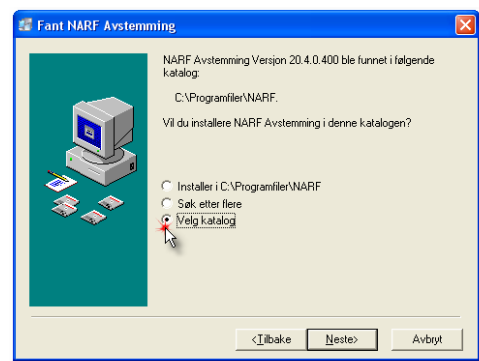 Fant NARF Avstemming
NARF Avstemming Versjon 20.4.0.400 ble funnet i følgende
katalog:
C:\Programfiler\NARF.
Vil du installere NARF Avstemming i denne katalogen?
Installer i C:\Programfiler\NARF
Søk etter flere
Velg katalog
<Tilbake
Neste>
Avbryt